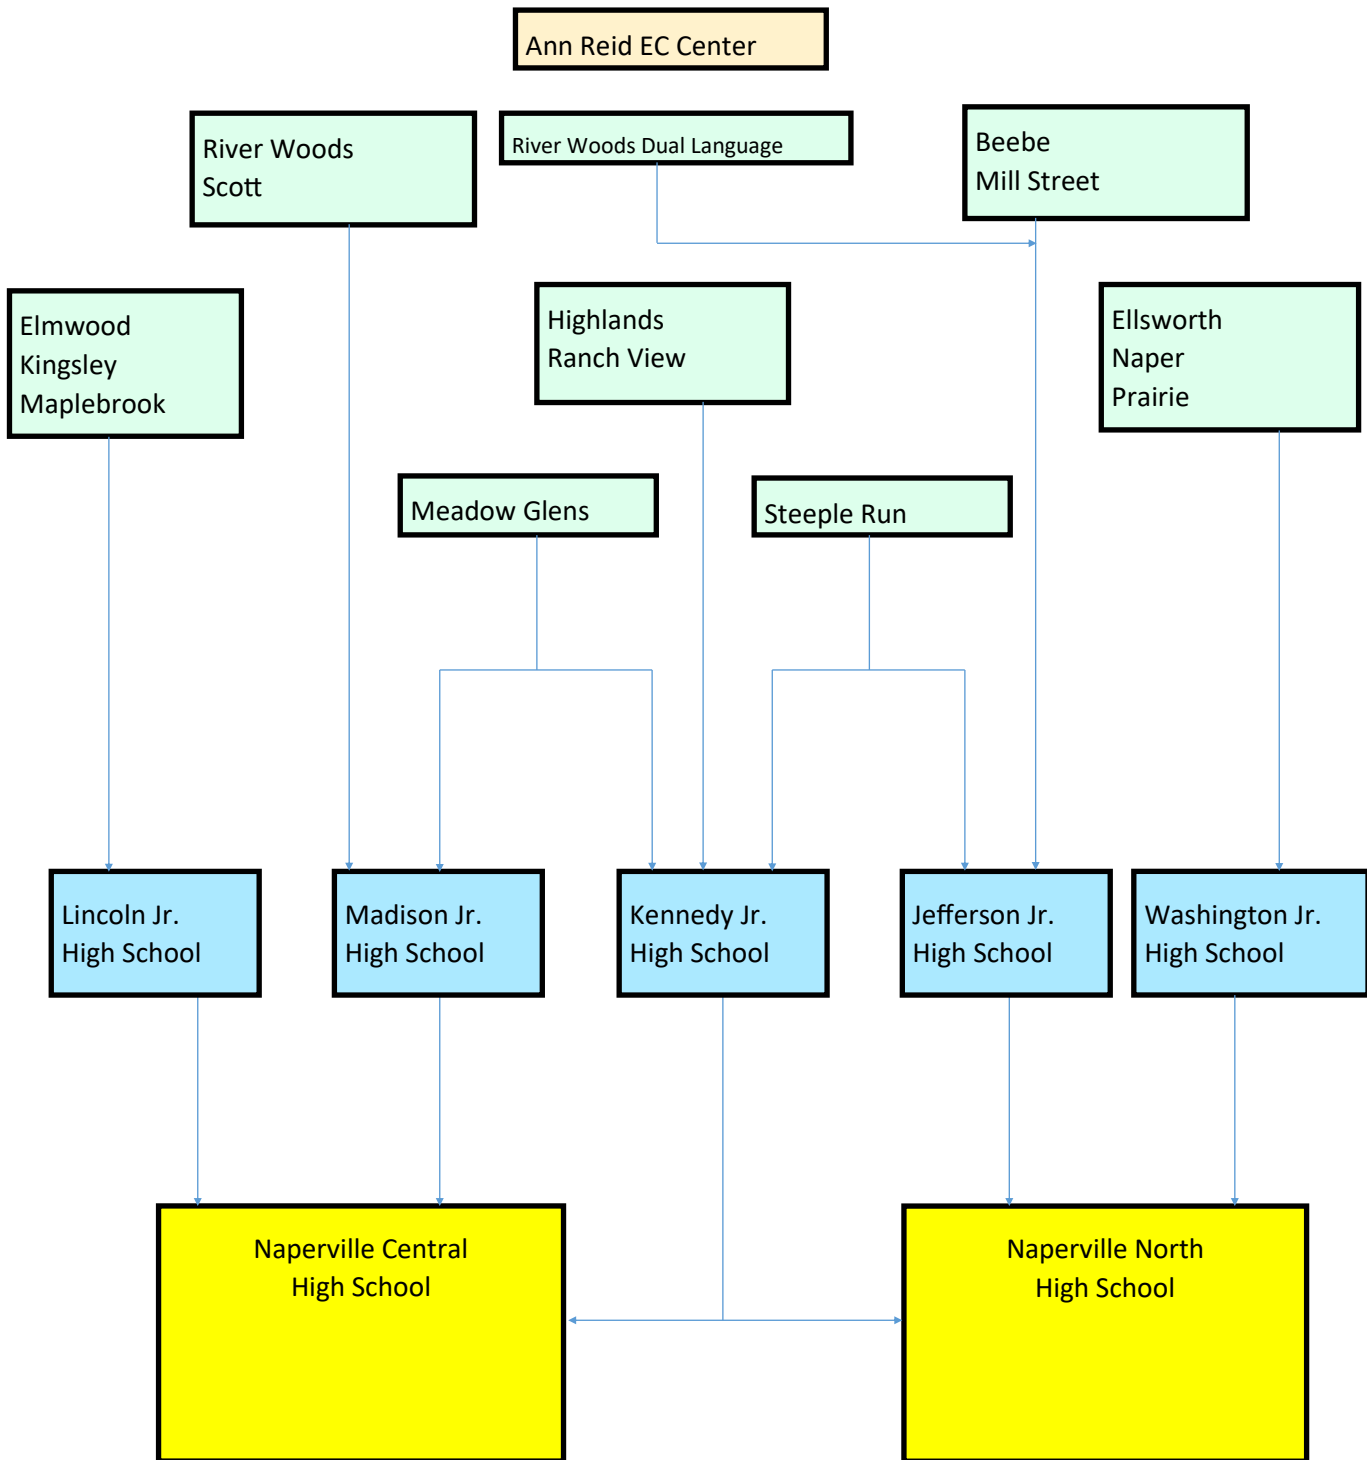 Ann Reid EC Center
River Woods
Scott
River Woods Dual Language
Beebe
Mill Street
Elmwood
Kingsley
Maplebrook
Highlands
Ranch View
Ellsworth
Naper
Prairie
Meadow Glens
Steeple Run
Lincoln Jr.
High School
Madison Jr.
High School
Kennedy Jr.
High School
Jefferson Jr.
High School
Washington Jr.
High School
Naperville Central
High School
Naperville North
High School